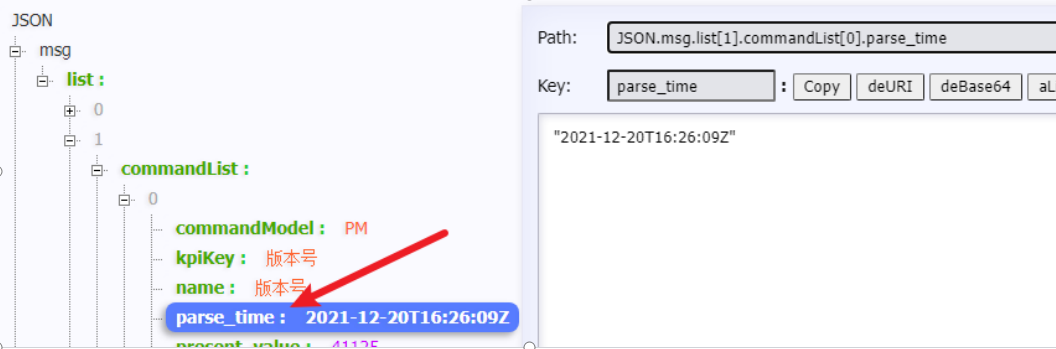 JSON
msg
list :
0
1
commandList :
0
commandModel : PM
kpiKey : 版本号
name : 版本号
parse_time : 2021-12-20T16:26:09Z
present_value : 41125
Path: JSON.msg.list[1].commandList[0].parse_time
Key: parse_time : Copy deURI deBase64 aL
"2021-12-20T16:26:09Z"